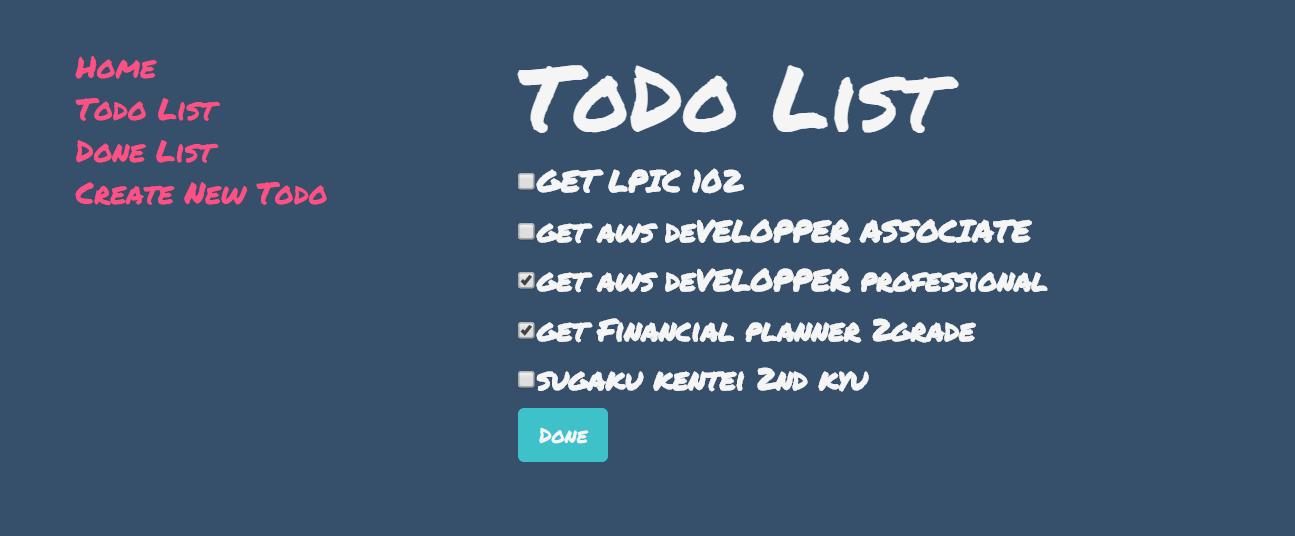 Home
Todo List
Done List
Create New Todo
ToDo List
GET LPIC 102
get aws deVELOPPER ASSOCIATE
get aws deVELOPPER professional
get Financial planner 2grade
sugaku kentei 2nd kyu
Done